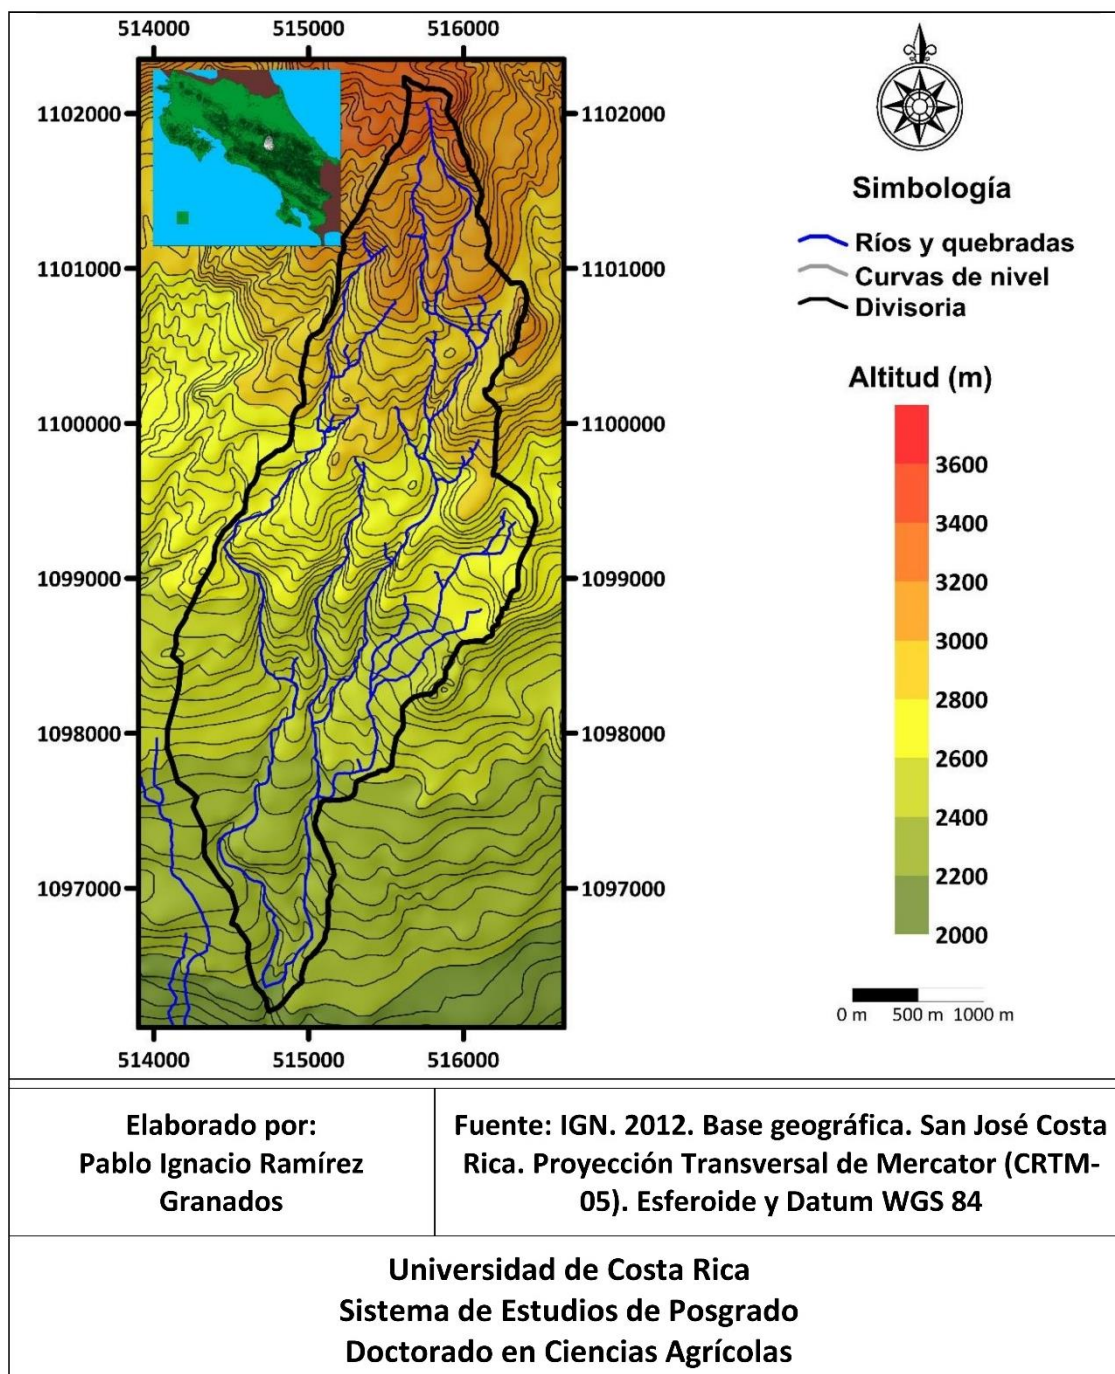 514000 515000 516000
1102000 1102000
1101000 1101000
1100000 1100000
1099000 1099000
1098000 1098000
1097000 1097000
514000 515000 516000
Simbología
Ríos y quebradas
Curvas de nivel
Divisoria
Altitud (m)
3600
3400
3200
3000
2800
2600
2400
2200
2000
0 m 500 m 1000 m
Elaborado por:
Pablo Ignacio Ramírez
Granados
Fuente: IGN. 2012. Base geográfica. San José Costa
Rica. Proyección Transversal de Mercator (CRTM-
05). Esferoide y Datum WGS 84
Universidad de Costa Rica
Sistema de Estudios de Posgrado
Doctorado en Ciencias Agrícolas